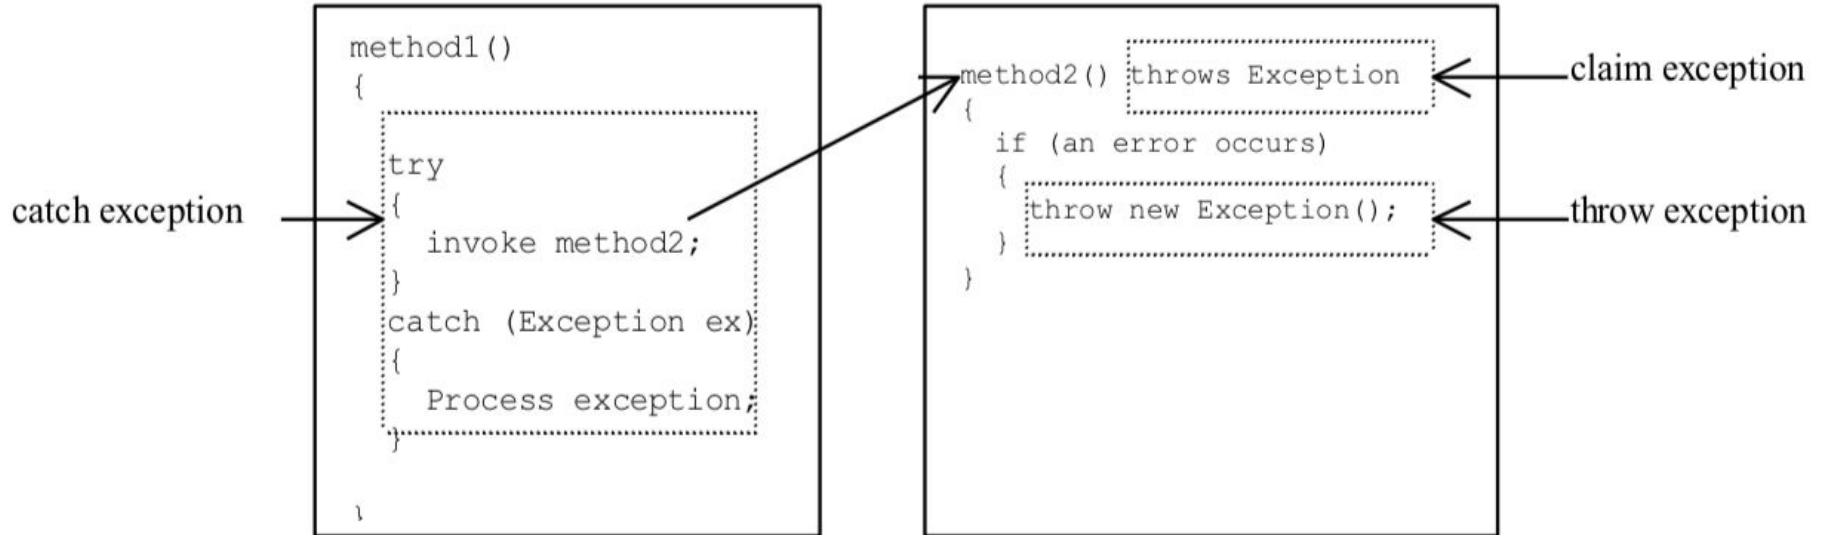 catch exception
method1()
{
try
{
invoke method2;
}
catch (Exception ex)
{
Process exception;
}
}
method2() throws Exception
{
if (an error occurs)
{
throw new Exception();
}
}
claim exception
throw exception